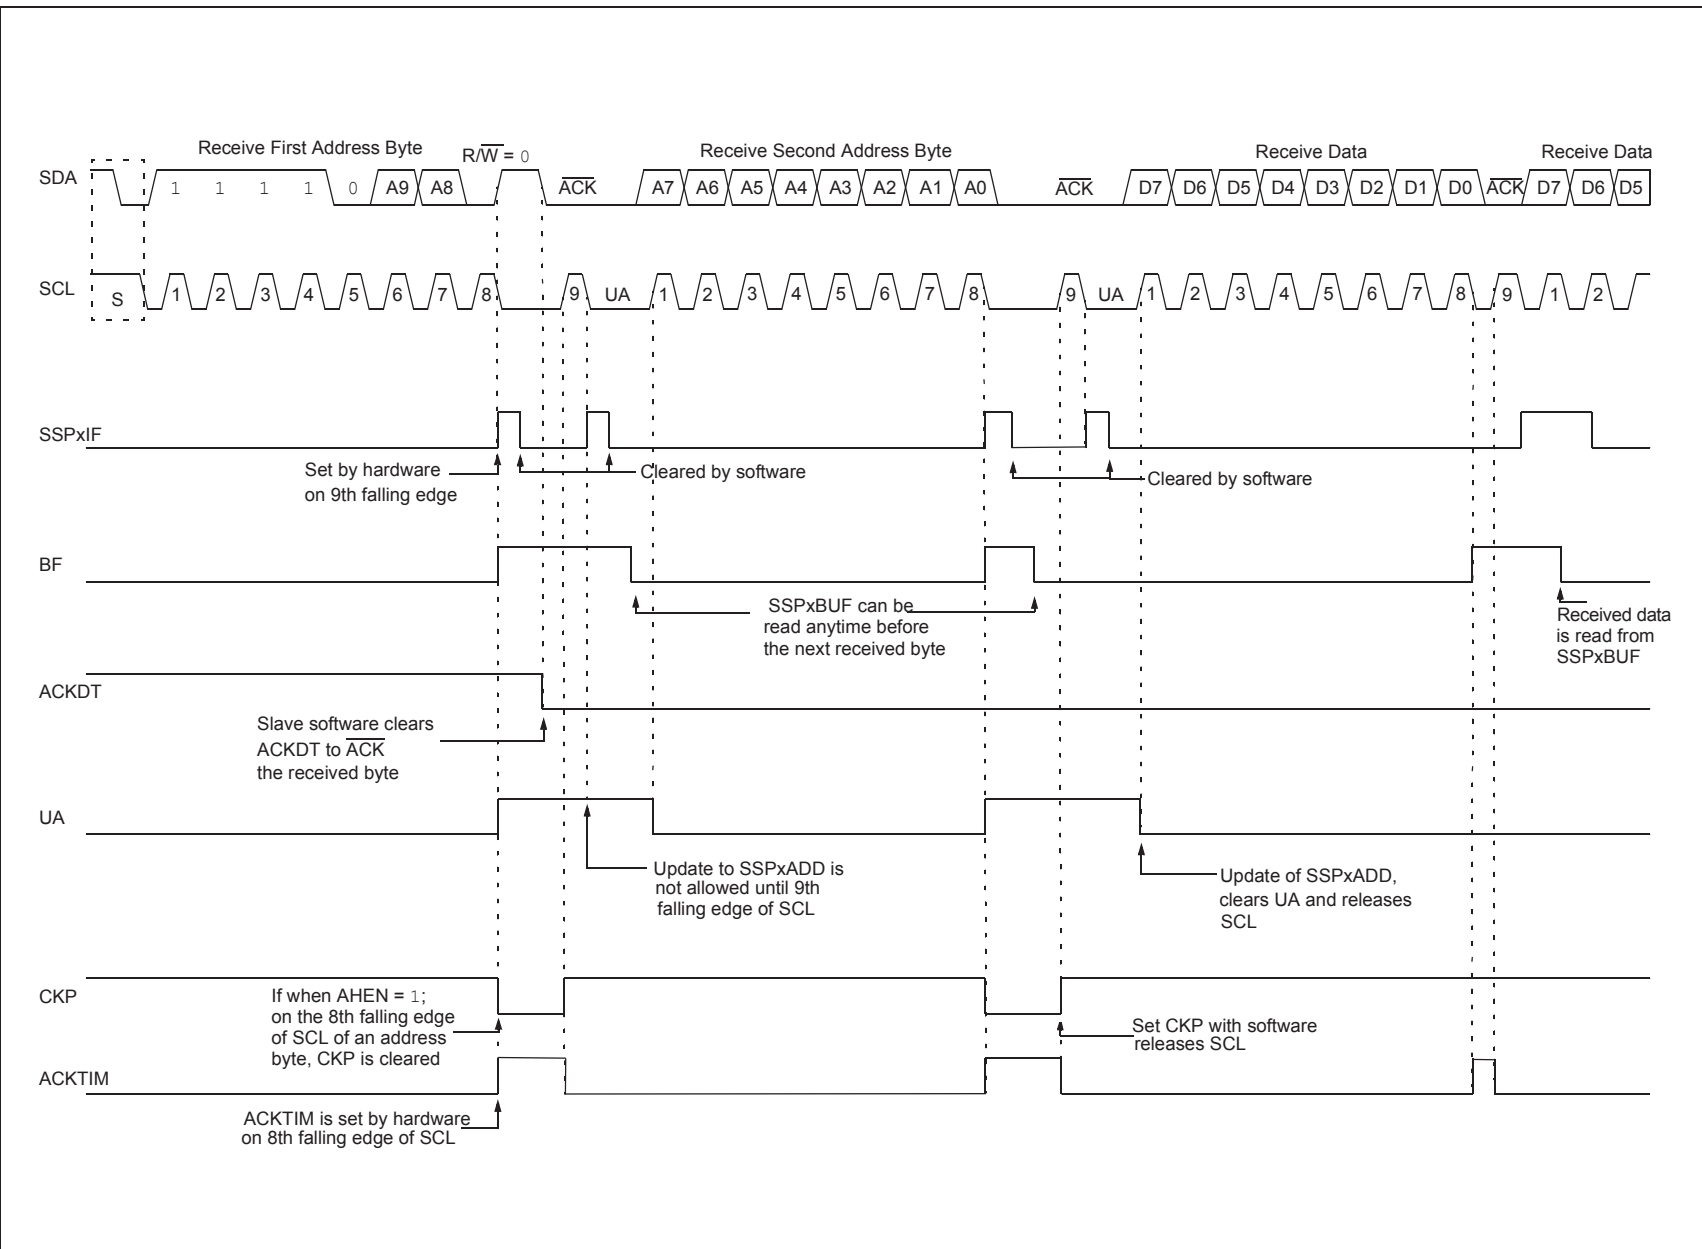 Receive First Address Byte
R/W = 0
Receive Second Address Byte
Receive Data
Receive Data
SDA
1 1 1 1 0 A9 A8
ACK
A7 A6 A5 A4 A3 A2 A1 A0
ACK
D7 D6 D5 D4 D3 D2 D1 D0
ACK
D7 D6 D5
SCL
S
1 2 3 4 5 6 7 8
9
UA
1 2 3 4 5 6 7 8
9
UA
1 2 3 4 5 6 7 8
9
1 2
SSPxIF
Set by hardware
on 9th falling edge
Cleared by software
Cleared by software
BF
SSPxBUF can be
read anytime before
the next received byte
Received data
is read from
SSPxBUF
ACKDT
Slave software clears
ACKDT to ACK
the received byte
UA
Update to SSPxADD is
not allowed until 9th
falling edge of SCL
Update of SSPxADD,
clears UA and releases
SCL
CKP
If when AHEN = 1;
on the 8th falling edge
of SCL of an address
byte, CKP is cleared
Set CKP with software
releases SCL
ACKTIM
ACKTIM is set by hardware
on 8th falling edge of SCL